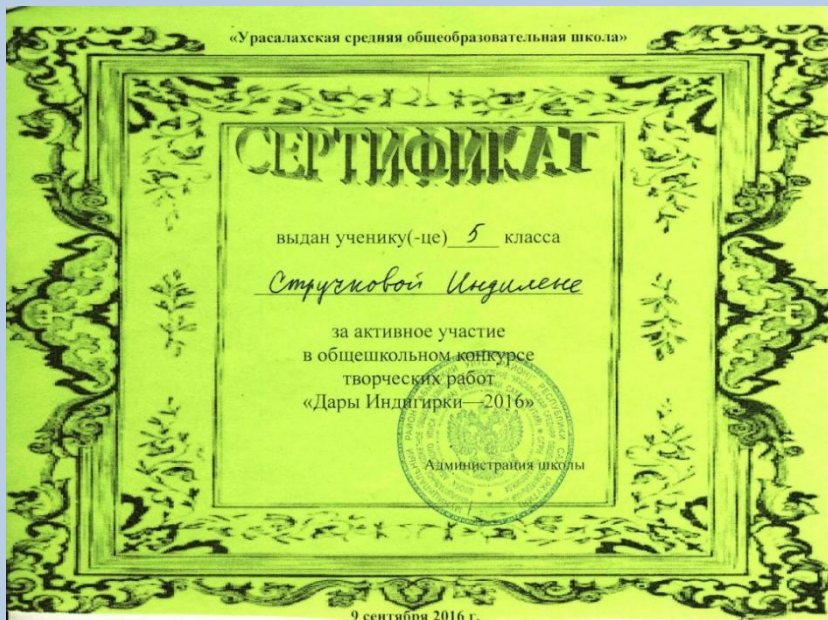 «Урасалахская средняя общеобразовательная школа»
СЕРТИФИКАТ
выдан ученику(-це) 5 класса
Стручковой Индилене
за активное участие
в общешкольном конкурсе
творческих работ
«Дары Индигирки—2016»
Администрация школы
9 сентября 2016 г.